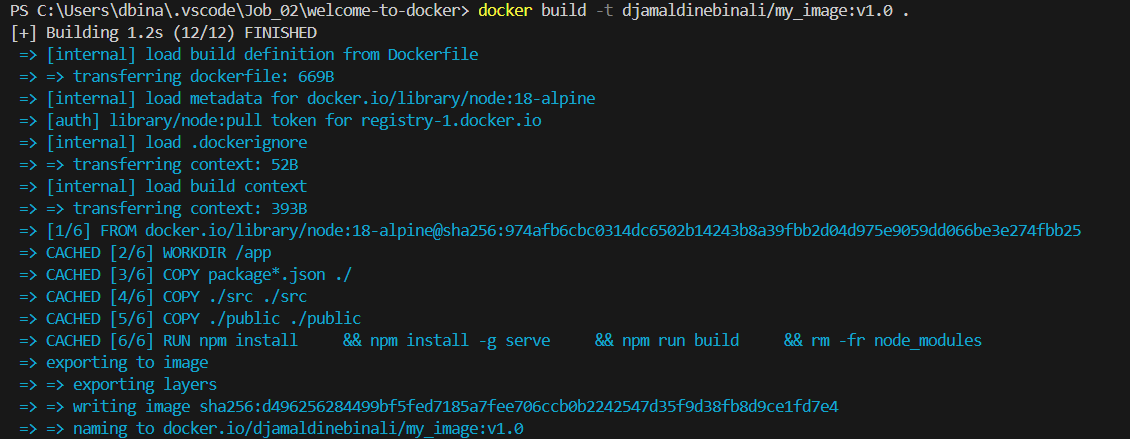 PS C:\Users\dbina\.vscode\Job_02\welcome-to-docker> docker build -t djamaldinebinali/my_image:v1.0 .
[+] Building 1.2s (12/12) FINISHED
=> [internal] load build definition from Dockerfile
=> => transferring dockerfile: 669B
=> [internal] load metadata for docker.io/library/node:18-alpine
=> [auth] library/node:pull token for registry-1.docker.io
=> [internal] load .dockerignore
=> => transferring context: 52B
=> [internal] load build context
=> => transferring context: 393B
=> [1/6] FROM docker.io/library/node:18-alpine@sha256:974afb6cbc0314dc6502b14243b8a39fbb2d04d975e9059dd066be3e274fbb25
=> CACHED [2/6] WORKDIR /app
=> CACHED [3/6] COPY package*.json ./
=> CACHED [4/6] COPY ./src ./src
=> CACHED [5/6] COPY ./public ./public
=> CACHED [6/6] RUN npm install     && npm install -g serve     && npm run build     && rm -fr node_modules
=> exporting to image
=> => exporting layers
=> => writing image sha256:d496256284499bf5fed7185a7fee706ccb0b2242547d35f9d38fb8d9ce1fd7e4
=> => naming to docker.io/djamaldinebinali/my_image:v1.0